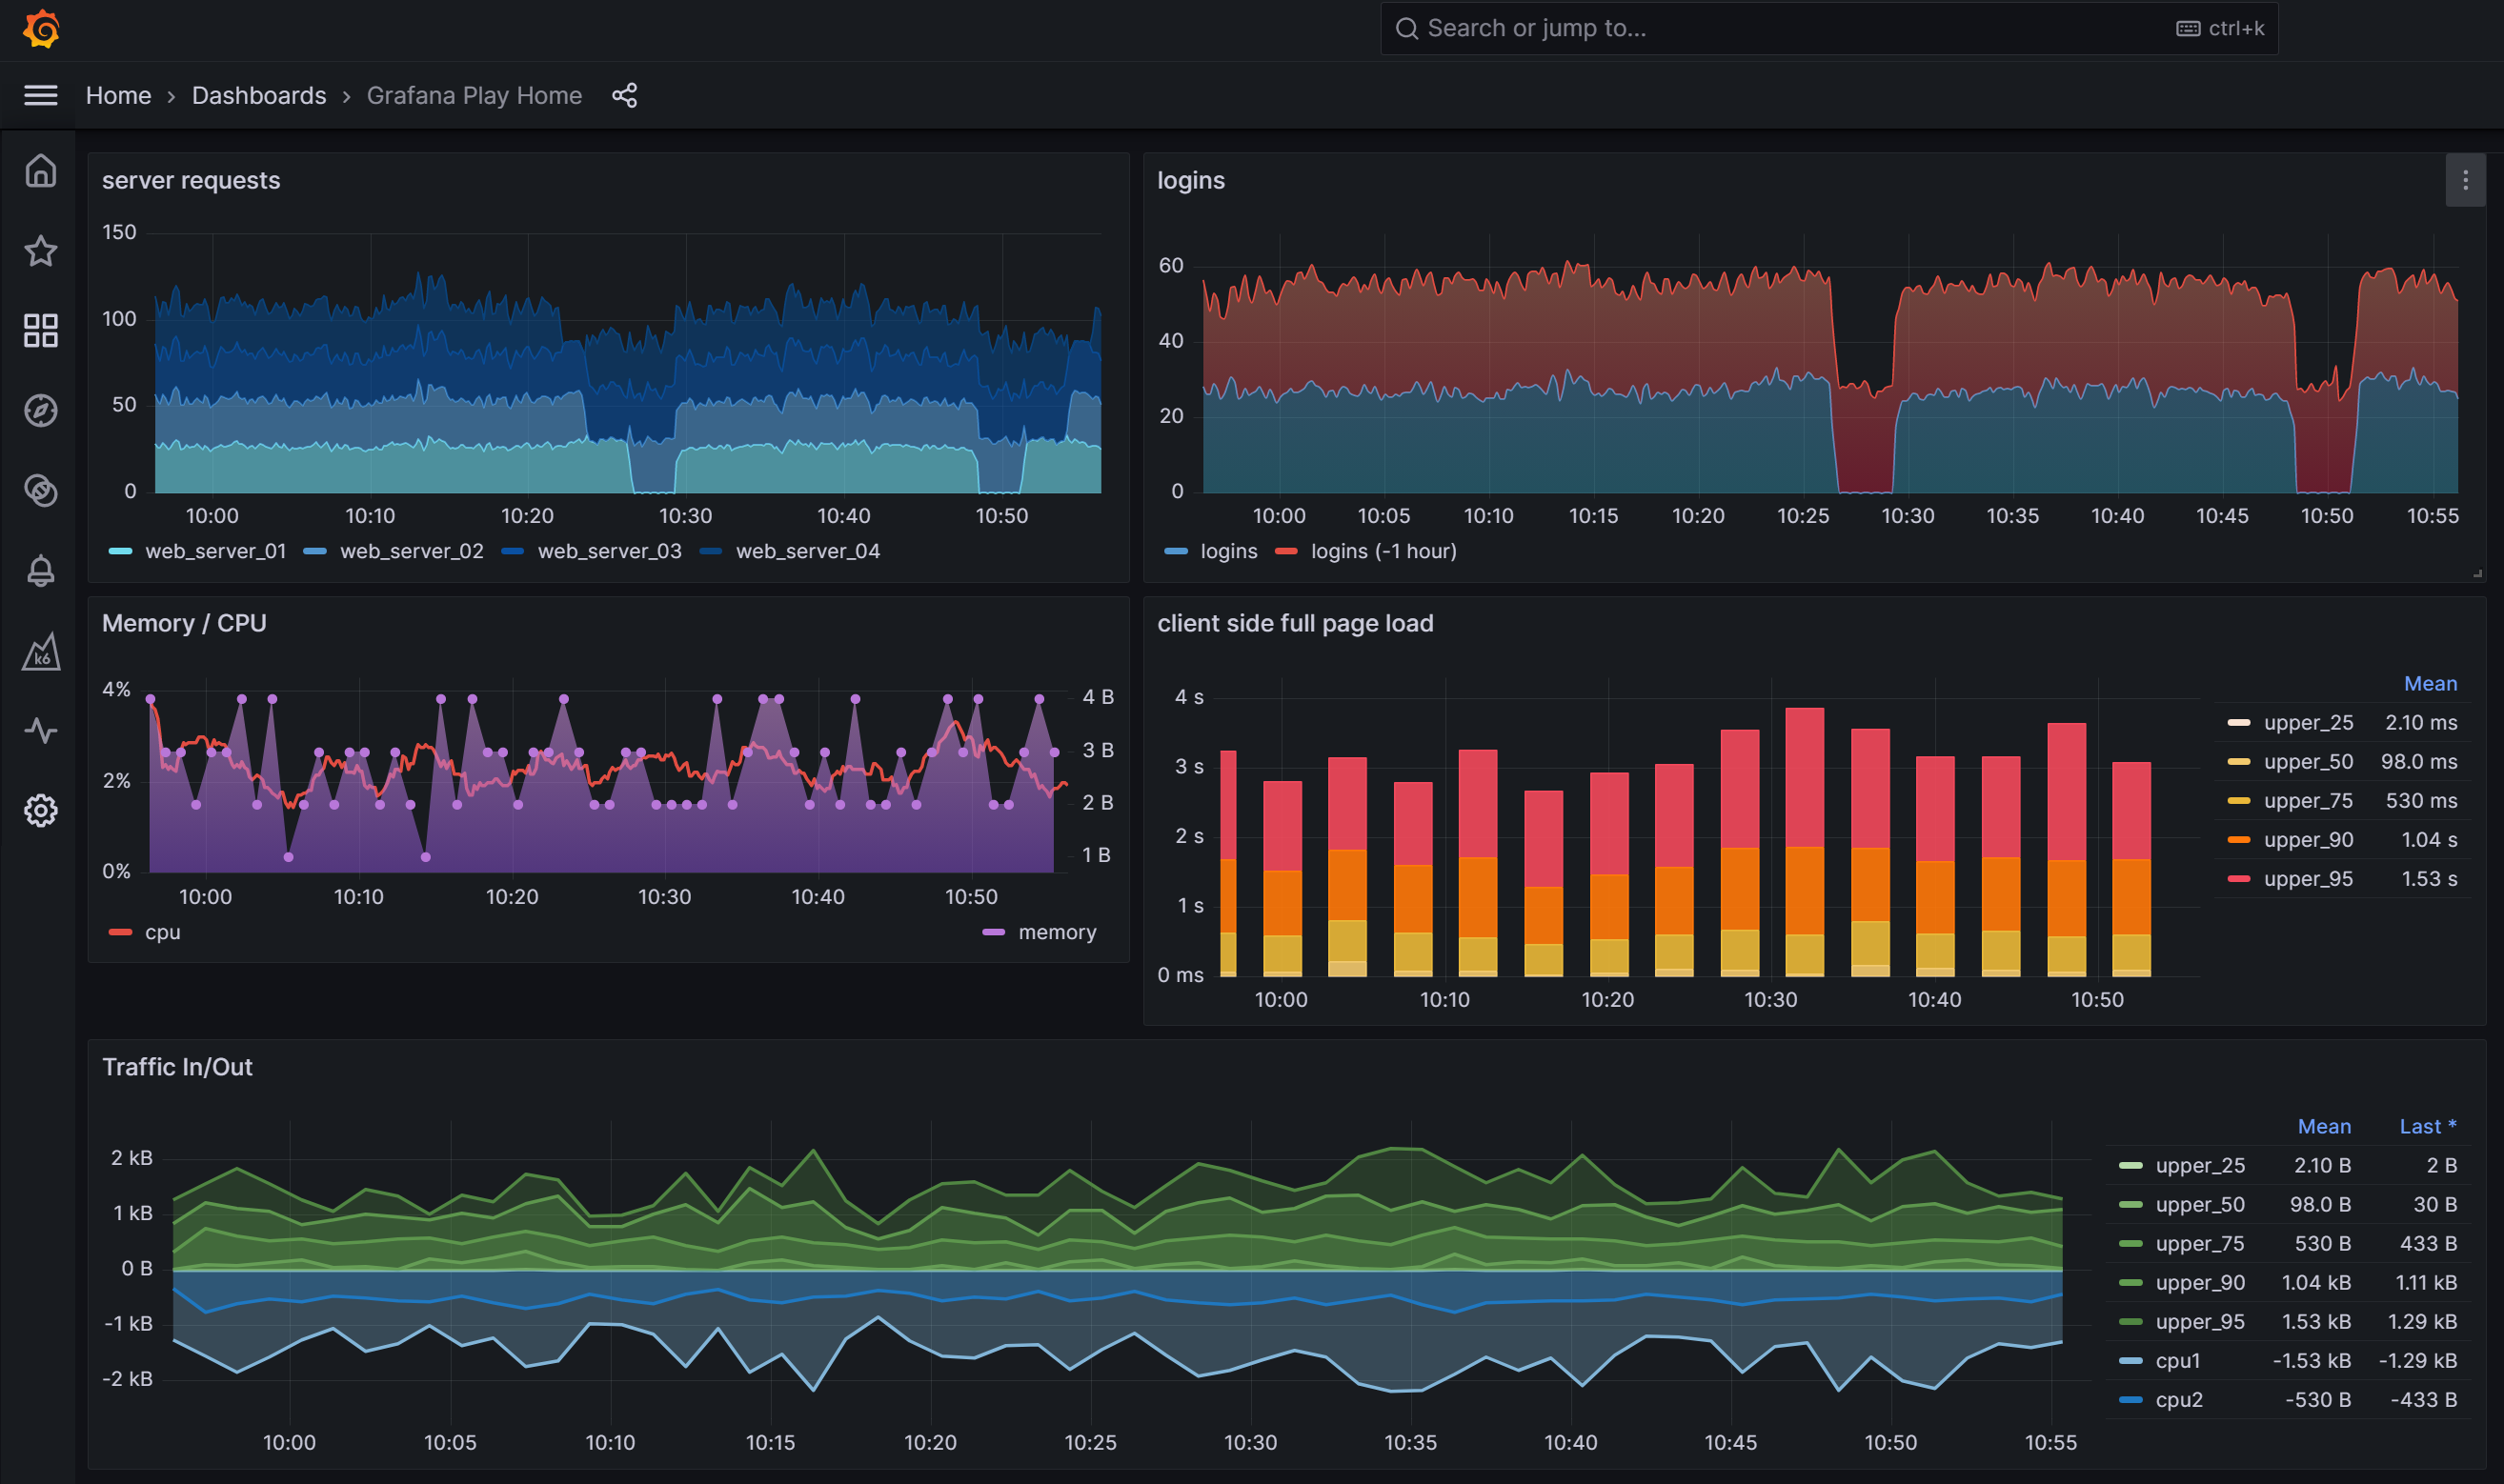 Search or jump to...
ctrl+k
Home › Dashboards › Grafana Play Home
server requests
150
100
50
0
10:00 10:10 10:20 10:30 10:40 10:50
web_server_01 web_server_02 web_server_03 web_server_04
logins
60
40
20
0
10:00 10:05 10:10 10:15 10:20 10:25 10:30 10:35 10:40 10:45 10:50 10:55
logins logins (-1 hour)
k6
Memory / CPU
4% 4 B
3 B
2% 2 B
1 B
0%
10:00 10:10 10:20 10:30 10:40 10:50
cpu memory
client side full page load
4 s
3 s
2 s
1 s
0 ms
10:00 10:10 10:20 10:30 10:40 10:50
Mean
upper_25 2.10 ms
upper_50 98.0 ms
upper_75 530 ms
upper_90 1.04 s
upper_95 1.53 s
Traffic In/Out
2 kB
1 kB
0 B
-1 kB
-2 kB
10:00 10:05 10:10 10:15 10:20 10:25 10:30 10:35 10:40 10:45 10:50 10:55
Mean Last *
upper_25 2.10 B 2 B
upper_50 98.0 B 30 B
upper_75 530 B 433 B
upper_90 1.04 kB 1.11 kB
upper_95 1.53 kB 1.29 kB
cpu1 -1.53 kB -1.29 kB
cpu2 -530 B -433 B